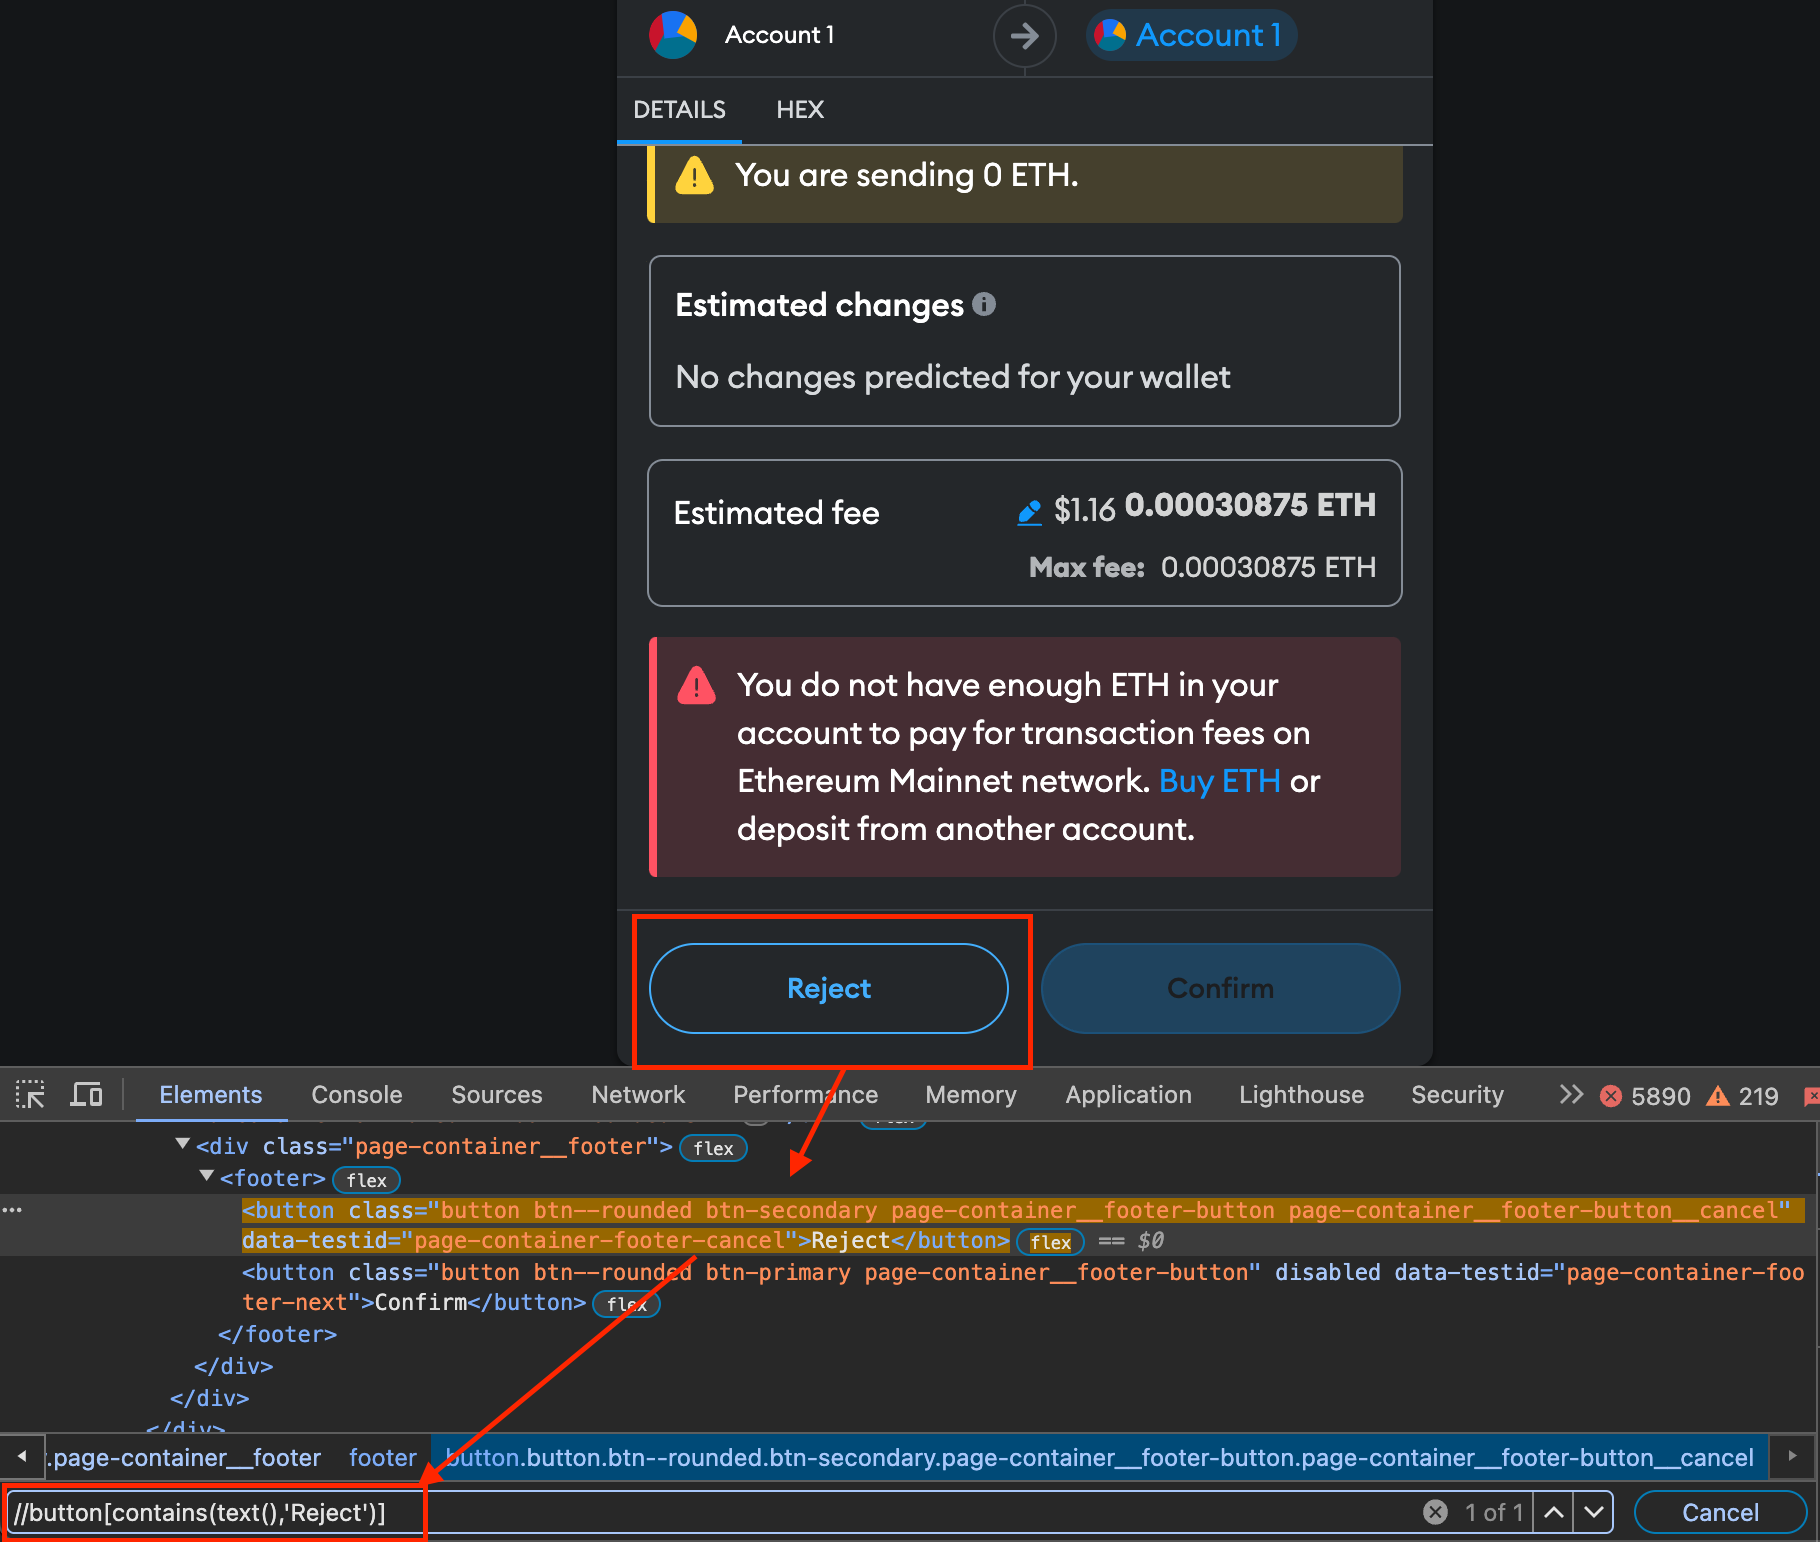 Account 1
Account 1
DETAILS
HEX
You are sending 0 ETH.
Estimated changes
No changes predicted for your wallet
Estimated fee
$1.16 0.00030875 ETH
Max fee: 0.00030875 ETH
You do not have enough ETH in your
account to pay for transaction fees on
Ethereum Mainnet network. Buy ETH or
deposit from another account.
Reject
Confirm
Elements Console Sources Network Performance Memory Application Lighthouse Security 5890 219
<div class="page-container__footer"> flex
<footer> flex
<button class="button btn--rounded btn-secondary page-container__footer-button page-container__footer-button__cancel"
data-testid="page-container-footer-cancel">Reject</button> flex == $0
<button class="button btn--rounded btn-primary page-container__footer-button" disabled data-testid="page-container-foo
ter-next">Confirm</button> flex
</footer>
</div>
</div>
</div>
.page-container__footer footer button.button.btn--rounded.btn-secondary.page-container__footer-button.page-container__footer-button__cancel
//button[contains(text(),'Reject')]
1 of 1
Cancel